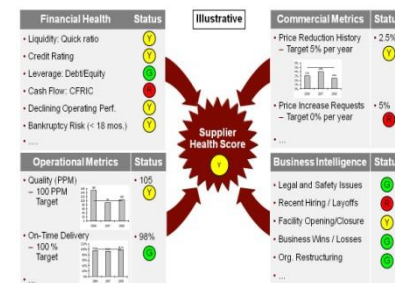 Financial Health Status
• Liquidity: Quick ratio Y
• Credit Rating Y
• Leverage: Debt/Equity G
• Cash Flow: CFRIC R
• Declining Operating Perf. Y
• Bankruptcy Risk (< 18 mos.) Y
• ....
Illustrative
Commercial Metrics Status
• Price Reduction History • 2.5%
– Target 5% per year Y
• Price Increase Requests • 5%
– Target 0% per year R
• ...
Supplier
Health Score
Y
Operational Metrics Status
• Quality (PPM) • 105
– 100 PPM Y
Target
• On-Time Delivery • 98%
– 100 % G
Target
• ...
Business Intelligence Status
• Legal and Safety Issues G
• Recent Hiring / Layoffs R
• Facility Opening/Closure Y
• Business Wins / Losses G
• Org. Restructuring G
• ...